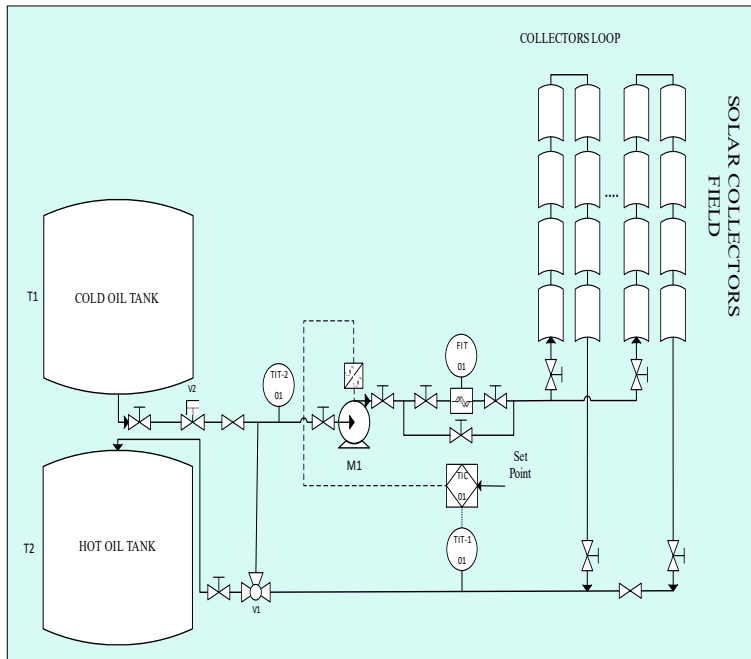 COLLECTORS LOOP
SOLAR COLLECTORS
FIELD
....
T1
COLD OIL TANK
V2
TIT-2
01
FIT
01
M1
TIC
01
Set
Point
T2
HOT OIL TANK
TIT-1
01
V1